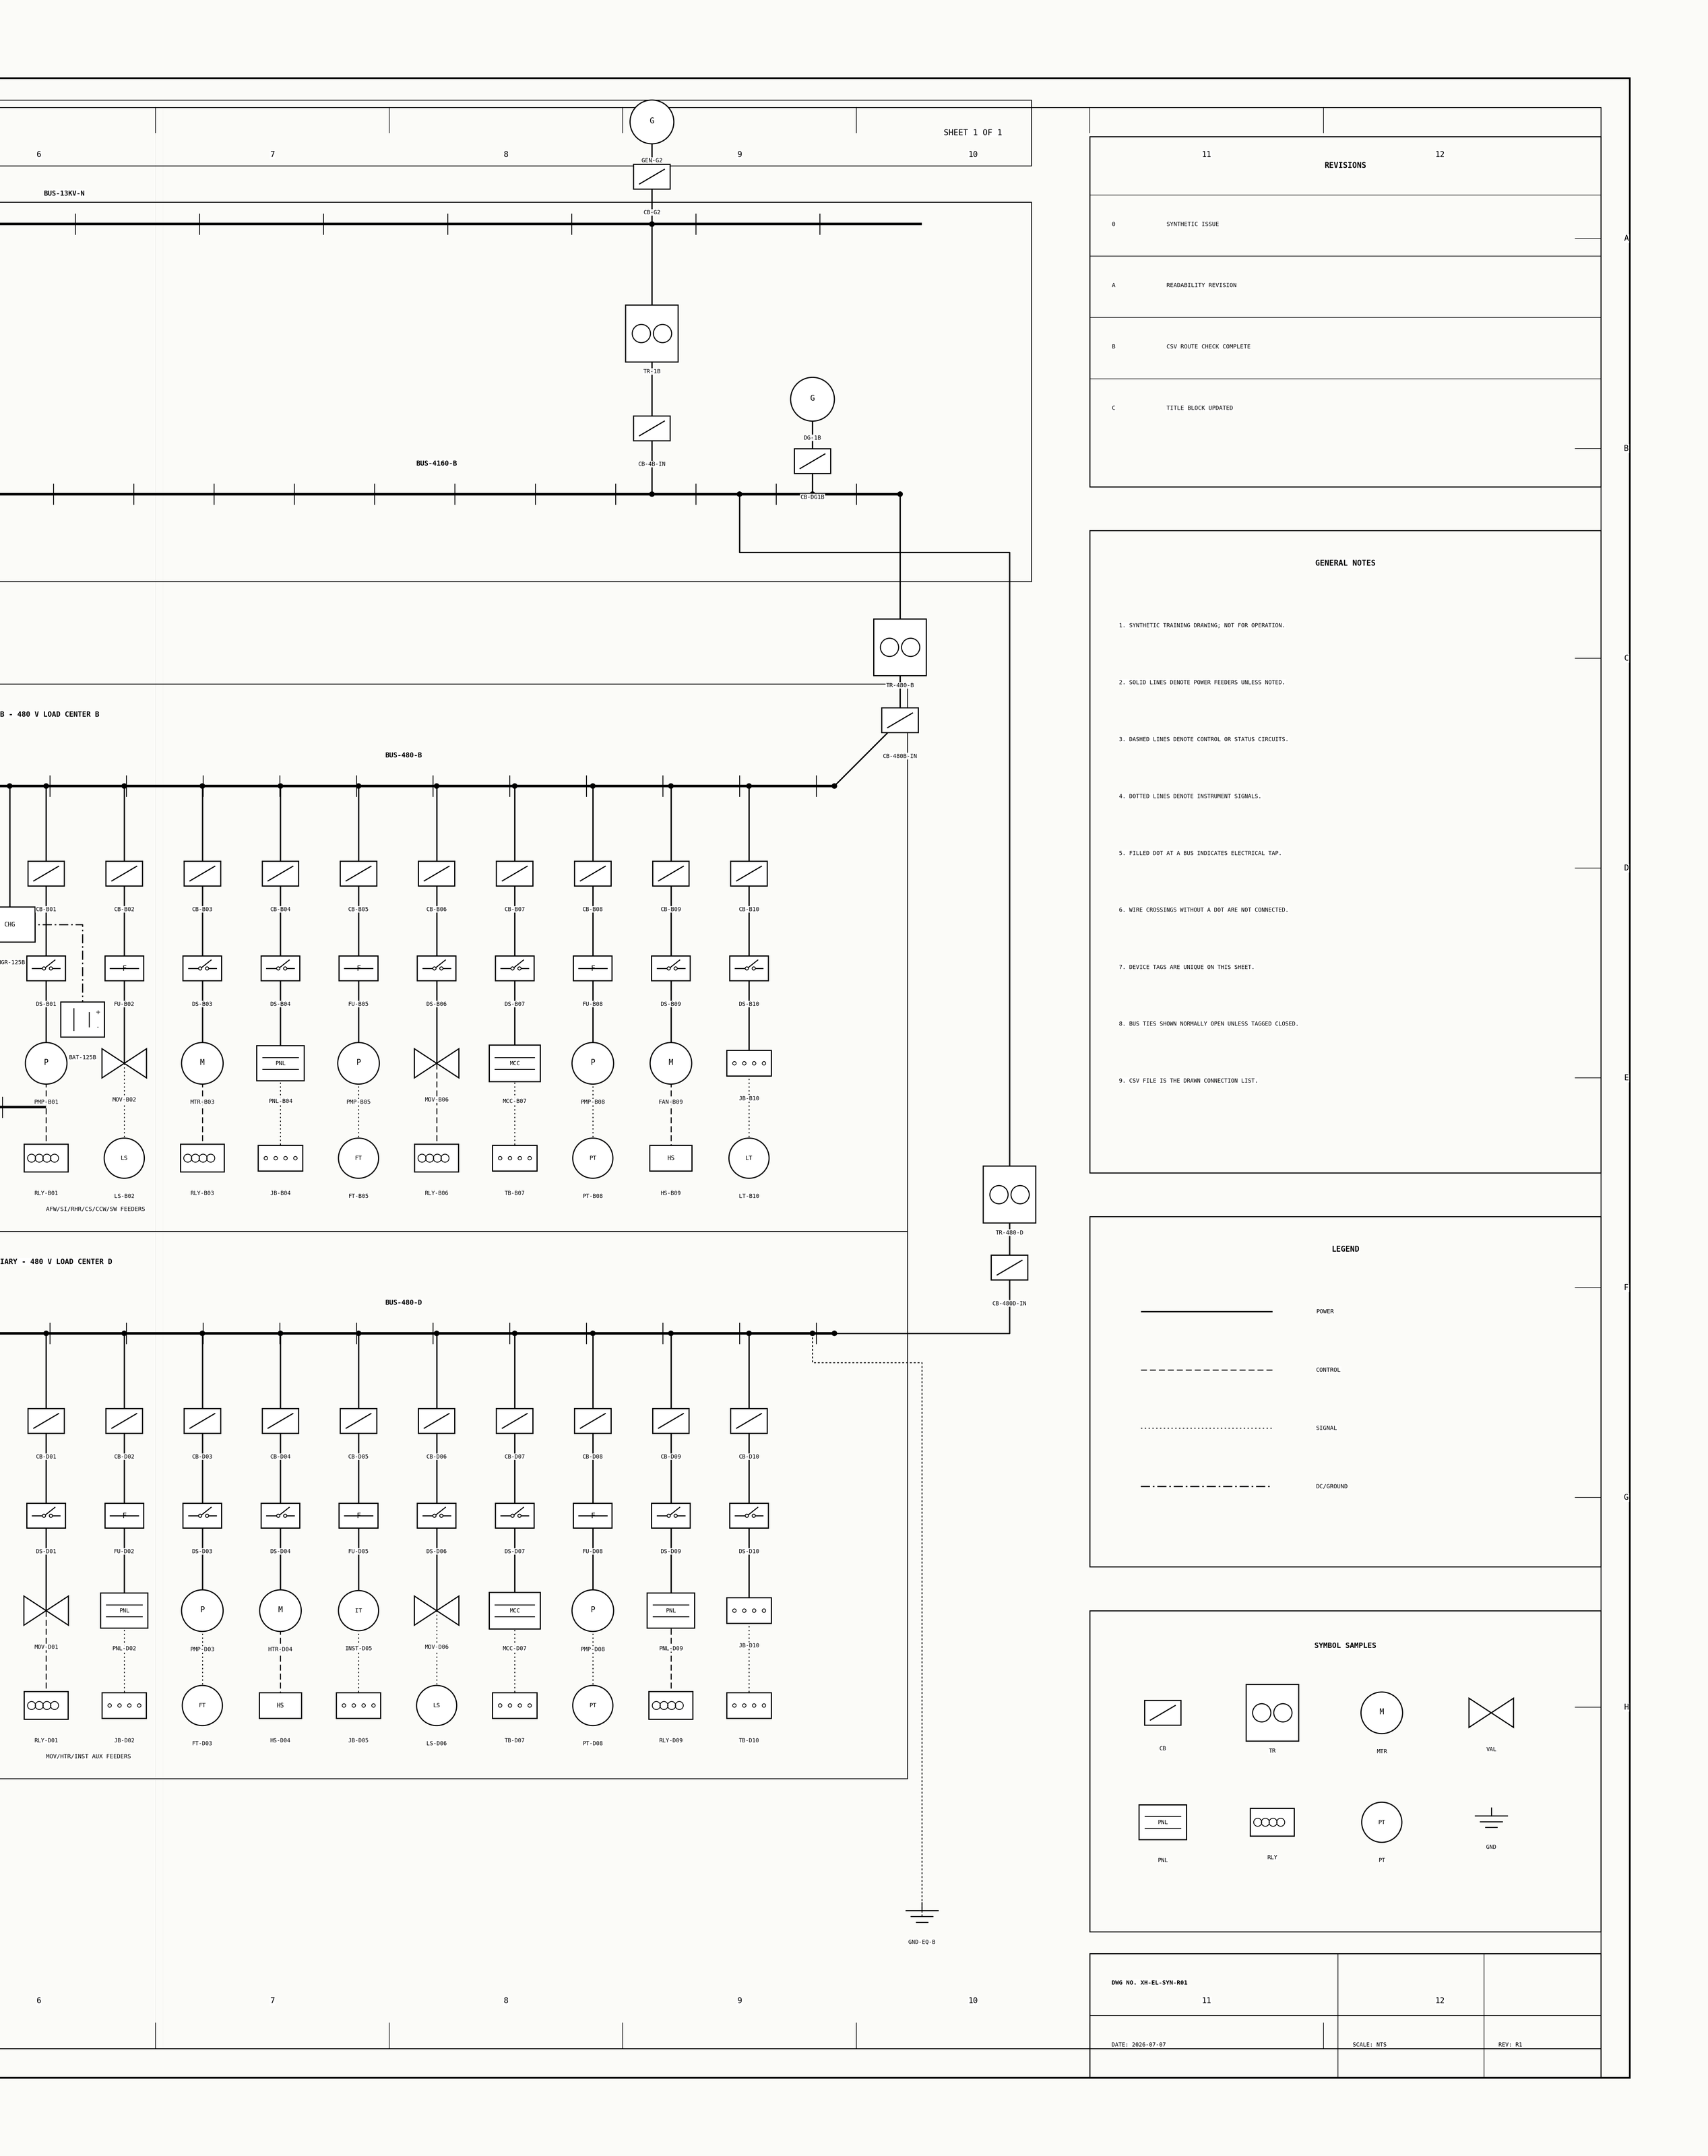 SHEET 1 OF 1
6 7 8 9 10 11 12
G
GEN-G2
CB-G2
BUS-13KV-N
TR-1B
CB-4B-IN
G
DG-1B
CB-DG1B
BUS-4160-B
TR-480-B
CB-480B-IN
B - 480 V LOAD CENTER B
BUS-480-B
CB-B01 CB-B02 CB-B03 CB-B04 CB-B05 CB-B06 CB-B07 CB-B08 CB-B09 CB-B10
CHG
GR-125B
F F F
DS-B01 FU-B02 DS-B03 DS-B04 FU-B05 DS-B06 DS-B07 FU-B08 DS-B09 DS-B10
+
-
BAT-125B
P M PNL P MCC P M
PMP-B01 MOV-B02 MTR-B03 PNL-B04 PMP-B05 MOV-B06 MCC-B07 PMP-B08 FAN-B09 JB-B10
LS FT PT HS LT
RLY-B01 LS-B02 RLY-B03 JB-B04 FT-B05 RLY-B06 TB-B07 PT-B08 HS-B09 LT-B10
AFW/SI/RHR/CS/CCW/SW FEEDERS
TR-480-D
CB-480D-IN
IARY - 480 V LOAD CENTER D
BUS-480-D
CB-D01 CB-D02 CB-D03 CB-D04 CB-D05 CB-D06 CB-D07 CB-D08 CB-D09 CB-D10
F F F
DS-D01 FU-D02 DS-D03 DS-D04 FU-D05 DS-D06 DS-D07 FU-D08 DS-D09 DS-D10
PNL P M IT MCC P PNL
MOV-D01 PNL-D02 PMP-D03 HTR-D04 INST-D05 MOV-D06 MCC-D07 PMP-D08 PNL-D09 JB-D10
FT HS LS PT
RLY-D01 JB-D02 FT-D03 HS-D04 JB-D05 LS-D06 TB-D07 PT-D08 RLY-D09 TB-D10
MOV/HTR/INST AUX FEEDERS
GND-EQ-B
6 7 8 9 10 11 12
REVISIONS
0 SYNTHETIC ISSUE
A READABILITY REVISION
B CSV ROUTE CHECK COMPLETE
C TITLE BLOCK UPDATED
GENERAL NOTES
1. SYNTHETIC TRAINING DRAWING; NOT FOR OPERATION.
2. SOLID LINES DENOTE POWER FEEDERS UNLESS NOTED.
3. DASHED LINES DENOTE CONTROL OR STATUS CIRCUITS.
4. DOTTED LINES DENOTE INSTRUMENT SIGNALS.
5. FILLED DOT AT A BUS INDICATES ELECTRICAL TAP.
6. WIRE CROSSINGS WITHOUT A DOT ARE NOT CONNECTED.
7. DEVICE TAGS ARE UNIQUE ON THIS SHEET.
8. BUS TIES SHOWN NORMALLY OPEN UNLESS TAGGED CLOSED.
9. CSV FILE IS THE DRAWN CONNECTION LIST.
LEGEND
POWER
CONTROL
SIGNAL
DC/GROUND
SYMBOL SAMPLES
M
CB TR MTR VAL
PNL PT
PNL RLY PT GND
DWG NO. XH-EL-SYN-R01
DATE: 2026-07-07 SCALE: NTS REV: R1
A
B
C
D
E
F
G
H